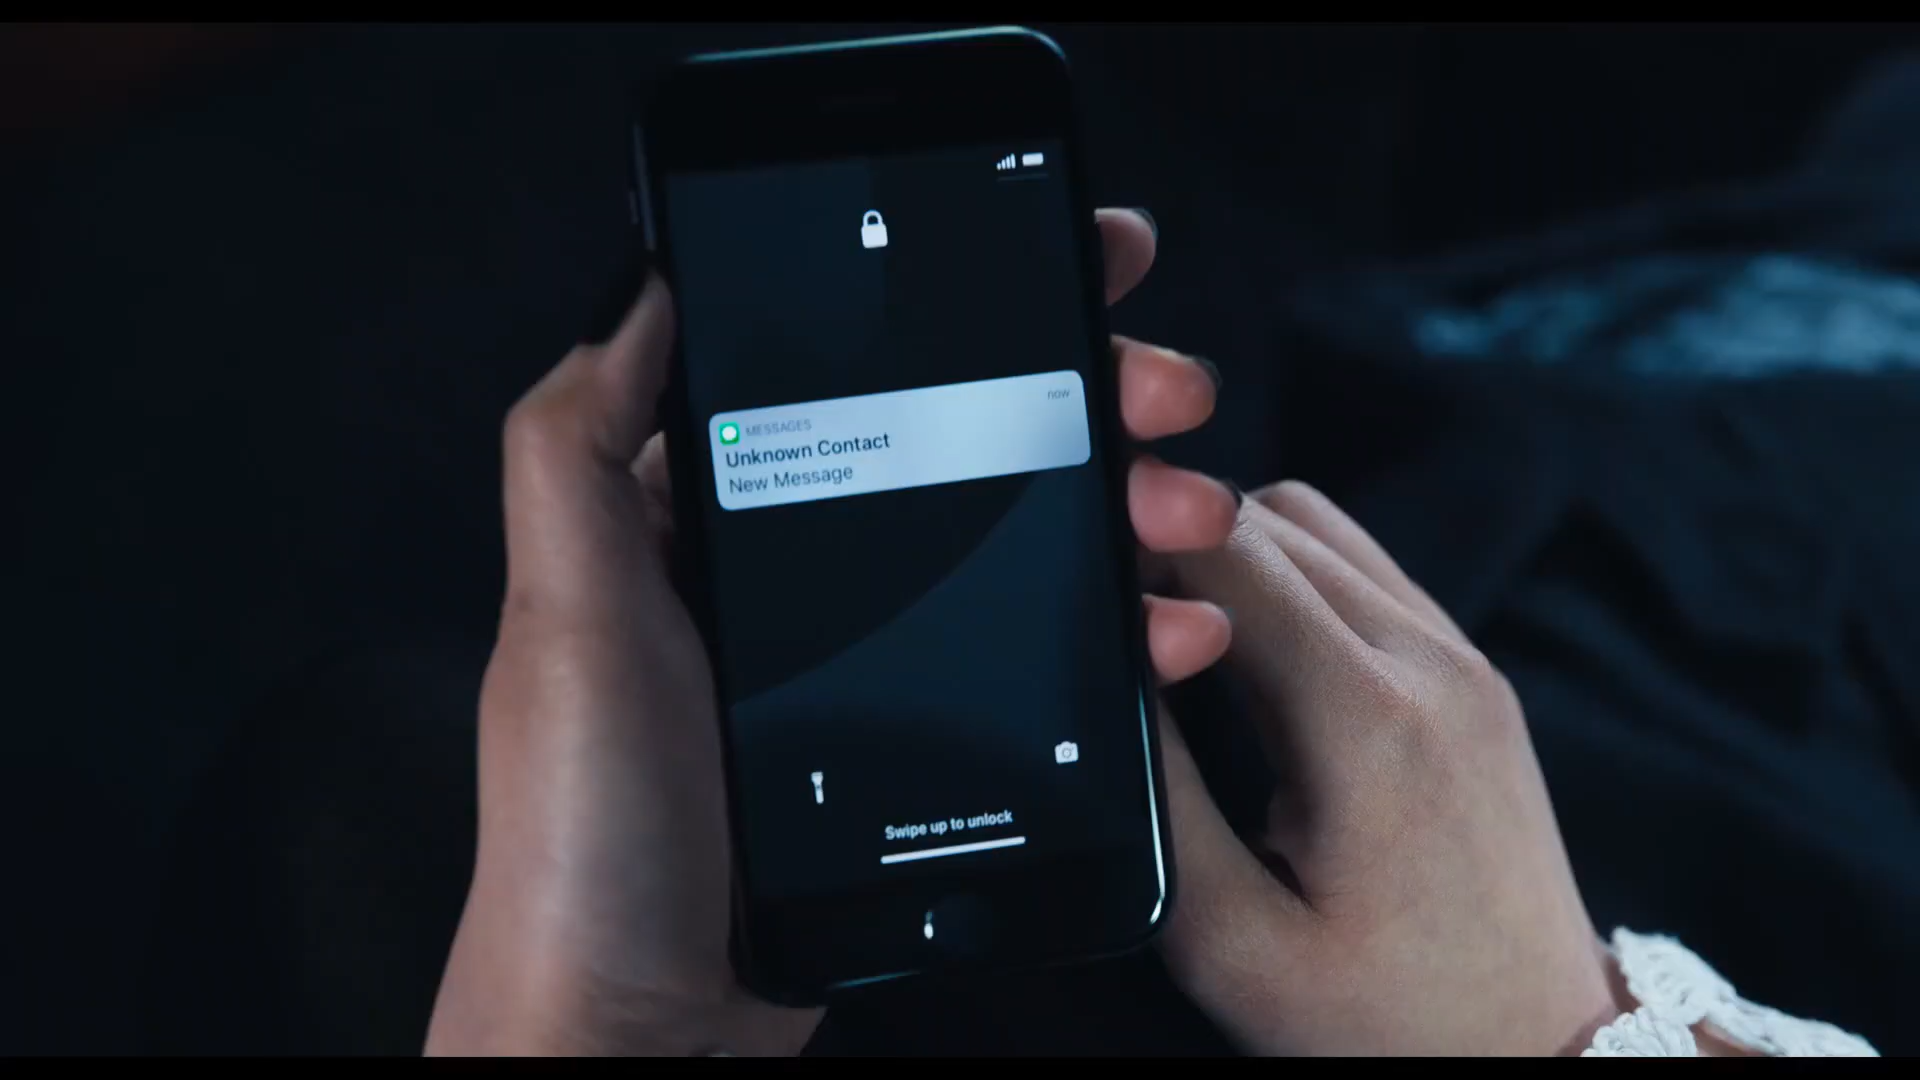 MESSAGES
now
Unknown Contact
New Message
Swipe up to unlock